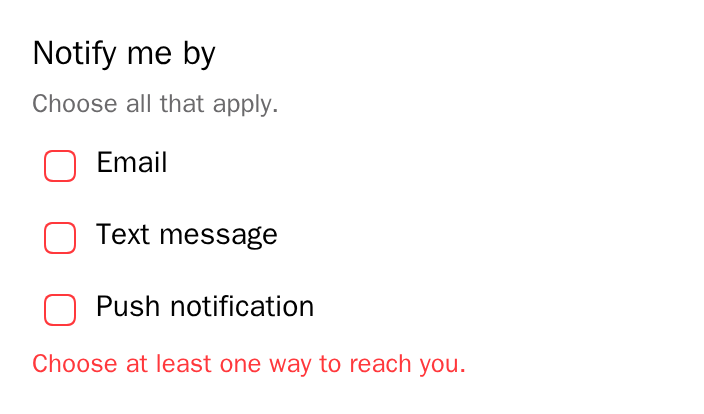 Notify me by
Choose all that apply.
Email
Text message
Push notification
Choose at least one way to reach you.